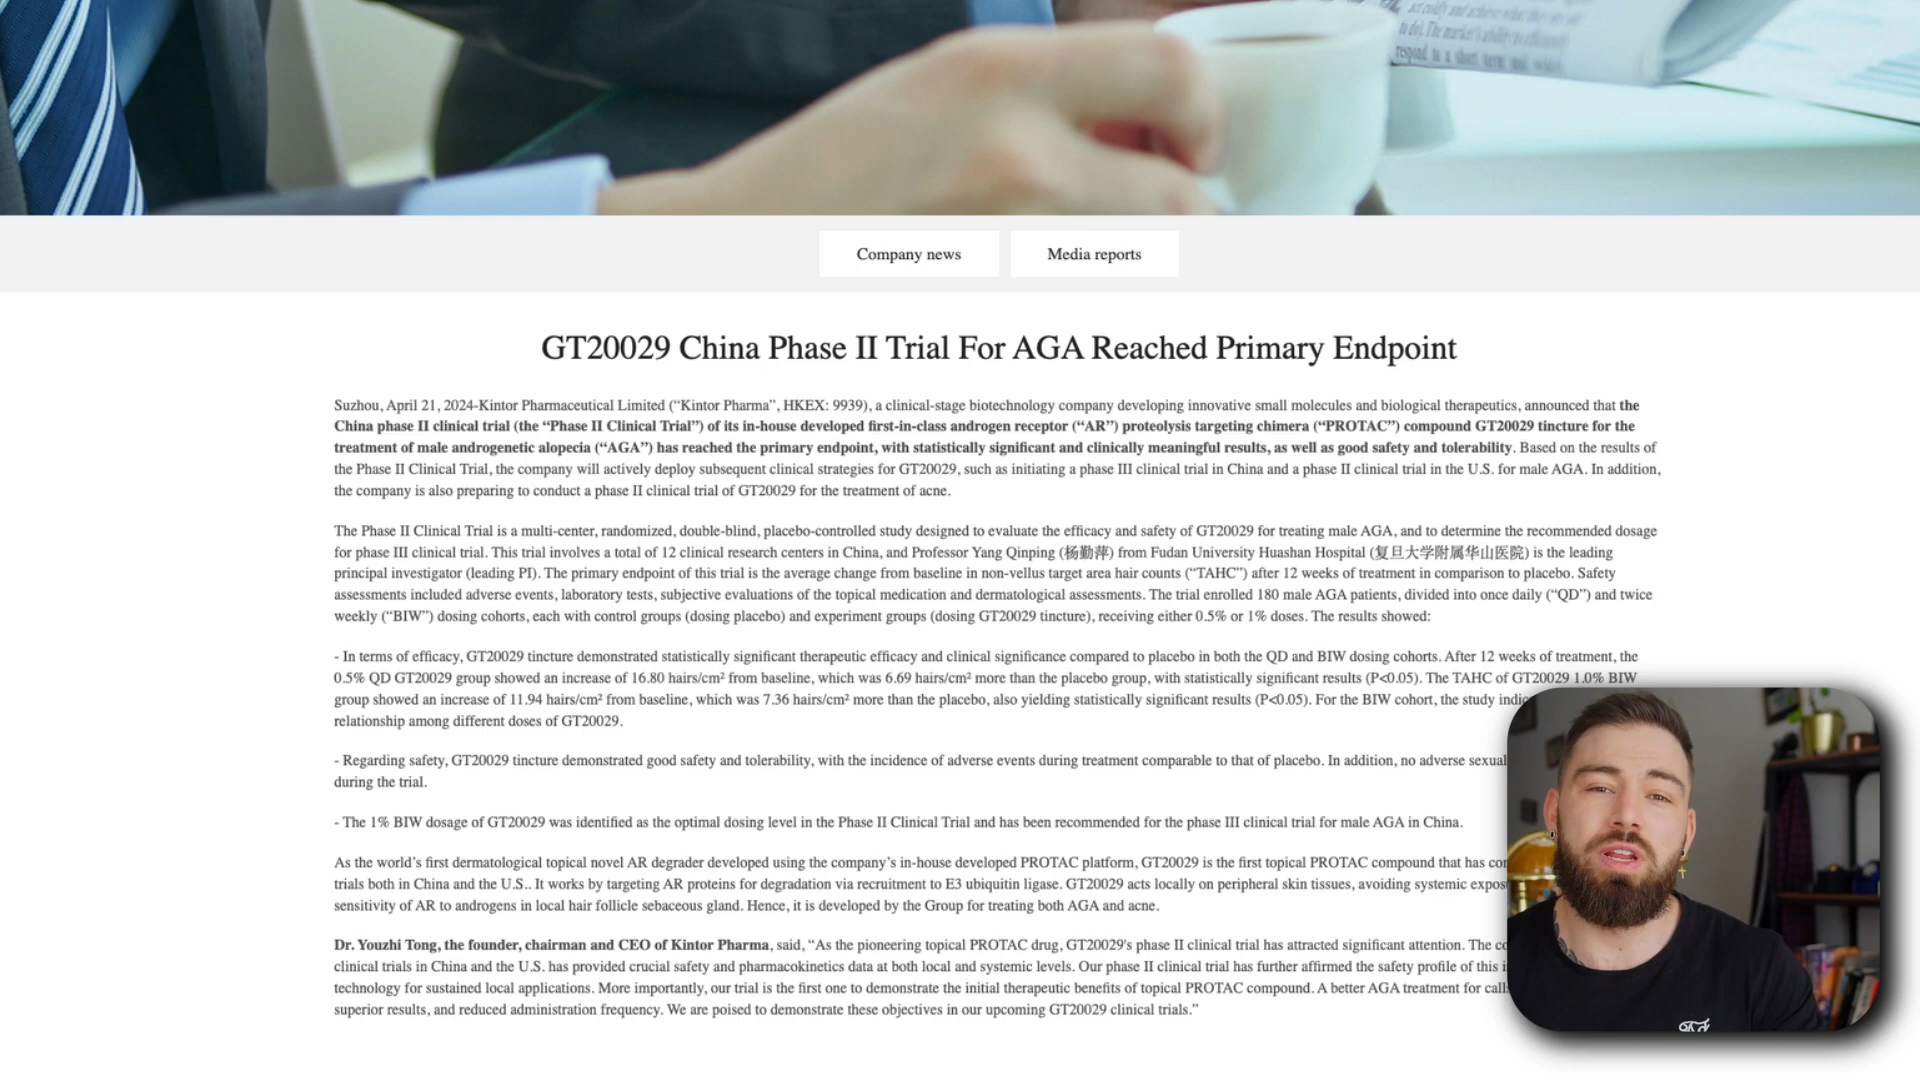 act coldly and achieve what they are
to do). The market's ability to efficiently
respond to a short term and
Company news
Media reports
GT20029 China Phase II Trial For AGA Reached Primary Endpoint
Suzhou, April 21, 2024-Kintor Pharmaceutical Limited (“Kintor Pharma”, HKEX: 9939), a clinical-stage biotechnology company developing innovative small molecules and biological therapeutics, announced that the
China phase II clinical trial (the “Phase II Clinical Trial”) of its in-house developed first-in-class androgen receptor (“AR”) proteolysis targeting chimera (“PROTAC”) compound GT20029 tincture for the
treatment of male androgenetic alopecia (“AGA”) has reached the primary endpoint, with statistically significant and clinically meaningful results, as well as good safety and tolerability. Based on the results of
the Phase II Clinical Trial, the company will actively deploy subsequent clinical strategies for GT20029, such as initiating a phase III clinical trial in China and a phase II clinical trial in the U.S. for male AGA. In addition,
the company is also preparing to conduct a phase II clinical trial of GT20029 for the treatment of acne.
The Phase II Clinical Trial is a multi-center, randomized, double-blind, placebo-controlled study designed to evaluate the efficacy and safety of GT20029 for treating male AGA, and to determine the recommended dosage
for phase III clinical trial. This trial involves a total of 12 clinical research centers in China, and Professor Yang Qinping (杨勤萍) from Fudan University Huashan Hospital (复旦大学附属华山医院) is the leading
principal investigator (leading PI). The primary endpoint of this trial is the average change from baseline in non-vellus target area hair counts (“TAHC”) after 12 weeks of treatment in comparison to placebo. Safety
assessments included adverse events, laboratory tests, subjective evaluations of the topical medication and dermatological assessments. The trial enrolled 180 male AGA patients, divided into once daily (“QD”) and twice
weekly (“BIW”) dosing cohorts, each with control groups (dosing placebo) and experiment groups (dosing GT20029 tincture), receiving either 0.5% or 1% doses. The results showed:
- In terms of efficacy, GT20029 tincture demonstrated statistically significant therapeutic efficacy and clinical significance compared to placebo in both the QD and BIW dosing cohorts. After 12 weeks of treatment, the
0.5% QD GT20029 group showed an increase of 16.80 hairs/cm² from baseline, which was 6.69 hairs/cm² more than the placebo group, with statistically significant results (P<0.05). The TAHC of GT20029 1.0% BIW
group showed an increase of 11.94 hairs/cm² from baseline, which was 7.36 hairs/cm² more than the placebo, also yielding statistically significant results (P<0.05). For the BIW cohort, the study indic
relationship among different doses of GT20029.
- Regarding safety, GT20029 tincture demonstrated good safety and tolerability, with the incidence of adverse events during treatment comparable to that of placebo. In addition, no adverse sexual
during the trial.
- The 1% BIW dosage of GT20029 was identified as the optimal dosing level in the Phase II Clinical Trial and has been recommended for the phase III clinical trial for male AGA in China.
As the world’s first dermatological topical novel AR degrader developed using the company’s in-house developed PROTAC platform, GT20029 is the first topical PROTAC compound that has co
trials both in China and the U.S.. It works by targeting AR proteins for degradation via recruitment to E3 ubiquitin ligase. GT20029 acts locally on peripheral skin tissues, avoiding systemic expos
sensitivity of AR to androgens in local hair follicle sebaceous gland. Hence, it is developed by the Group for treating both AGA and acne.
Dr. Youzhi Tong, the founder, chairman and CEO of Kintor Pharma, said, “As the pioneering topical PROTAC drug, GT20029's phase II clinical trial has attracted significant attention. The co
clinical trials in China and the U.S. has provided crucial safety and pharmacokinetics data at both local and systemic levels. Our phase II clinical trial has further affirmed the safety profile of this i
technology for sustained local applications. More importantly, our trial is the first one to demonstrate the initial therapeutic benefits of topical PROTAC compound. A better AGA treatment for calls
superior results, and reduced administration frequency. We are poised to demonstrate these objectives in our upcoming GT20029 clinical trials.”